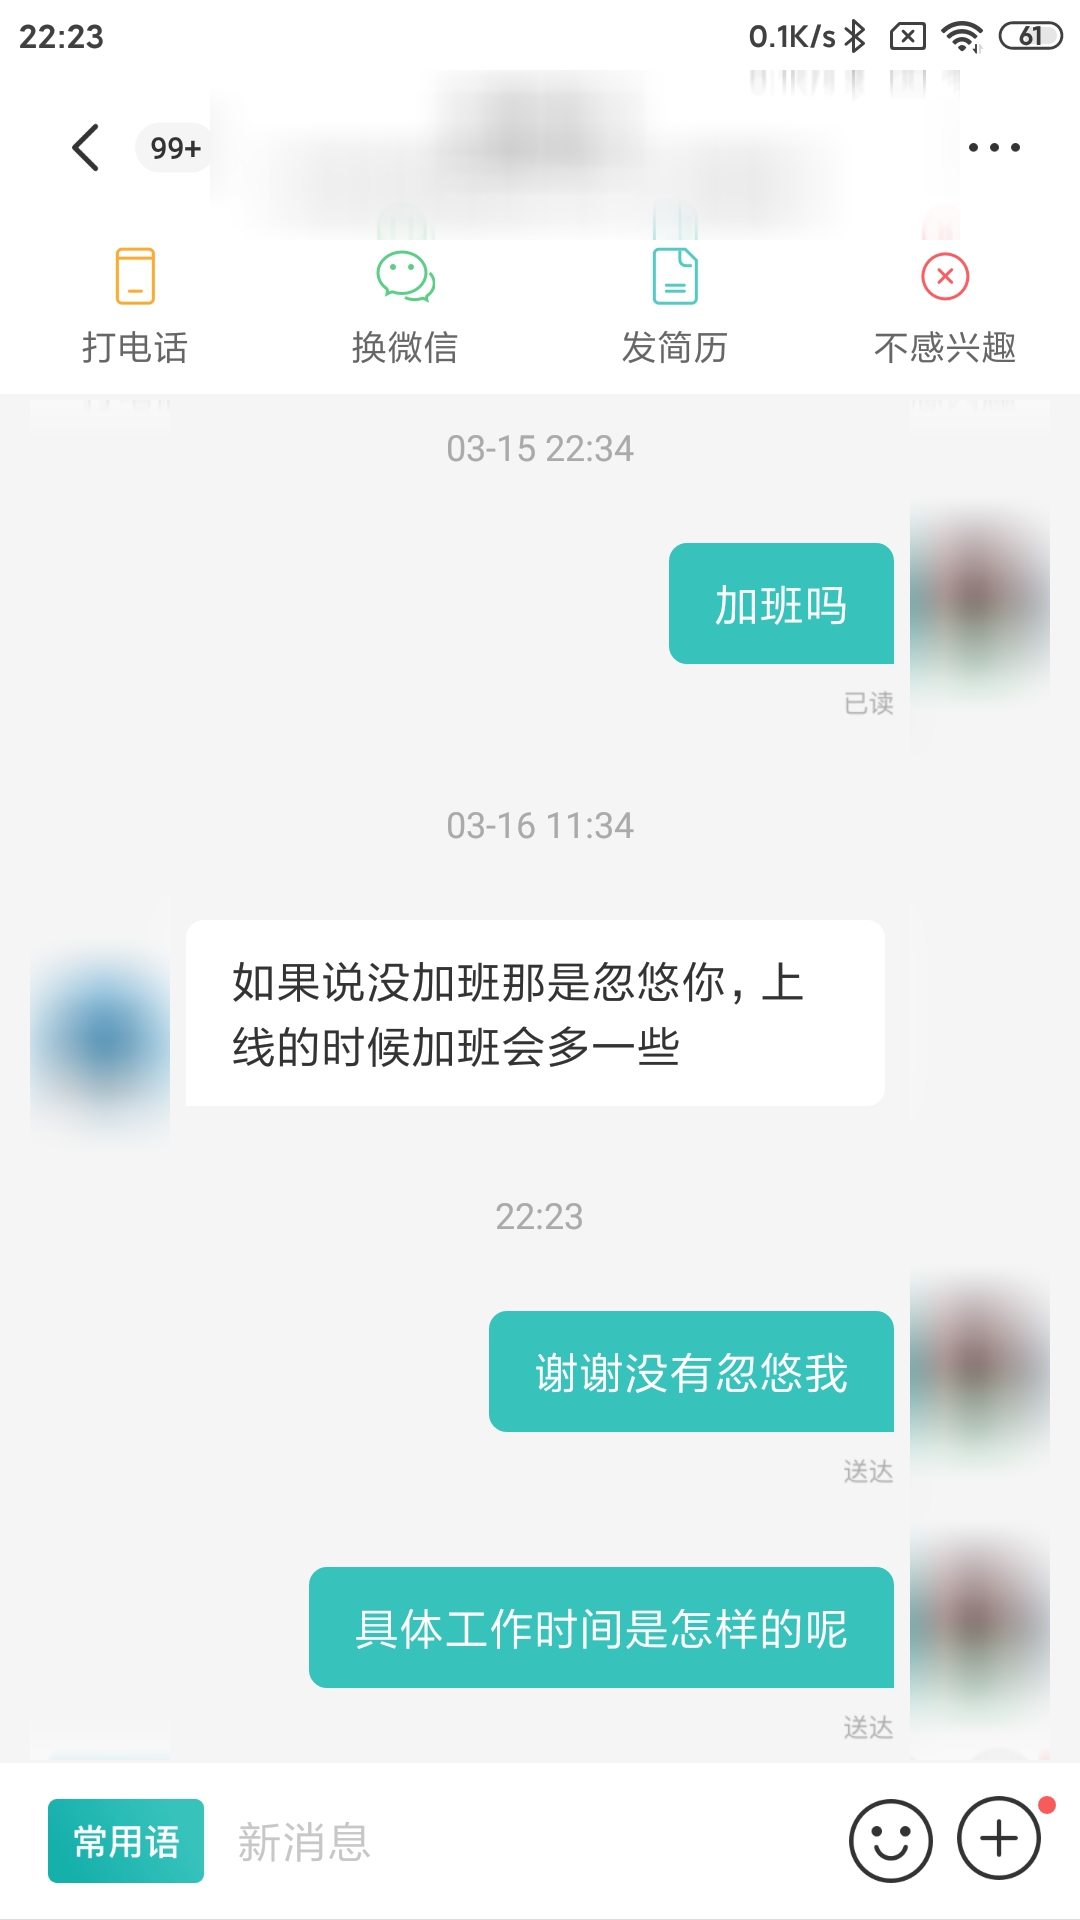 22:23 0.1K/s 61
99+
打电话 换微信 发简历 不感兴趣
03-15 22:34
加班吗
已读
03-16 11:34
如果说没加班那是忽悠你，上
线的时候加班会多一些
22:23
谢谢没有忽悠我
送达
具体工作时间是怎样的呢
送达
常用语 新消息